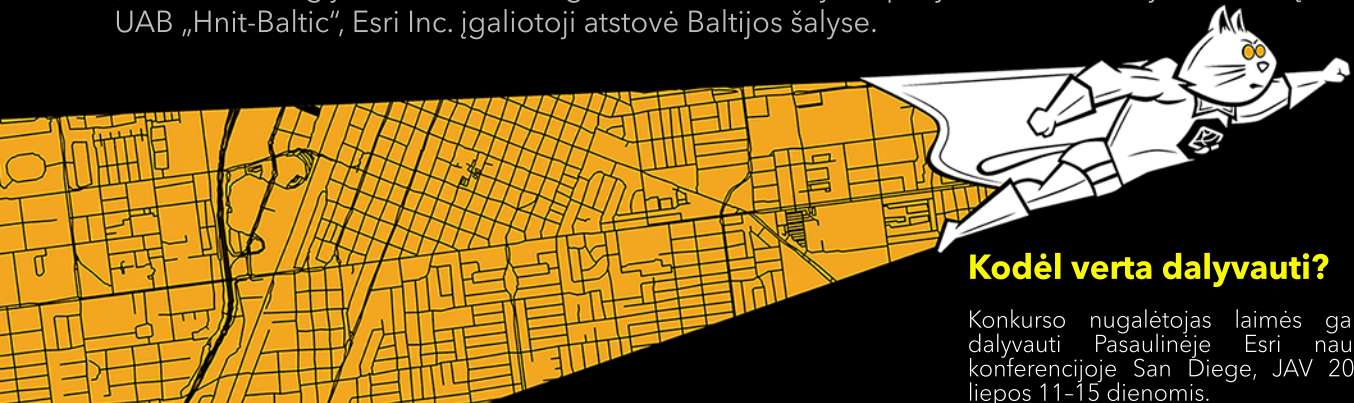 UAB „Hnit-Baltic“, Esri Inc. įgaliotoji atstovė Baltijos šalyse.
Kodėl verta dalyvauti?
Konkurso nugalėtojas laimės
dalyvauti Pasaulinėje Esri
konferencijoje San Diege, JAV
liepos 11–15 dienomis.